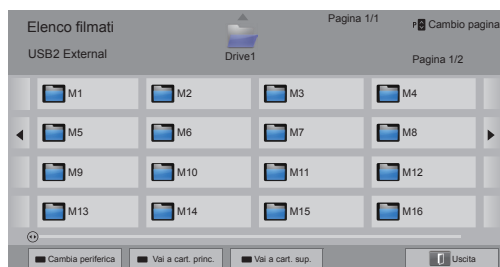 Elenco filmati
Pagina 1/1
P Cambio pagina
USB2 External
Drive1
Pagina 1/2
M1 M2 M3 M4
M5 M6 M7 M8
M9 M10 M11 M12
M13 M14 M15 M16
Cambia periferica Vai a cart. princ. Vai a cart. sup. Uscita